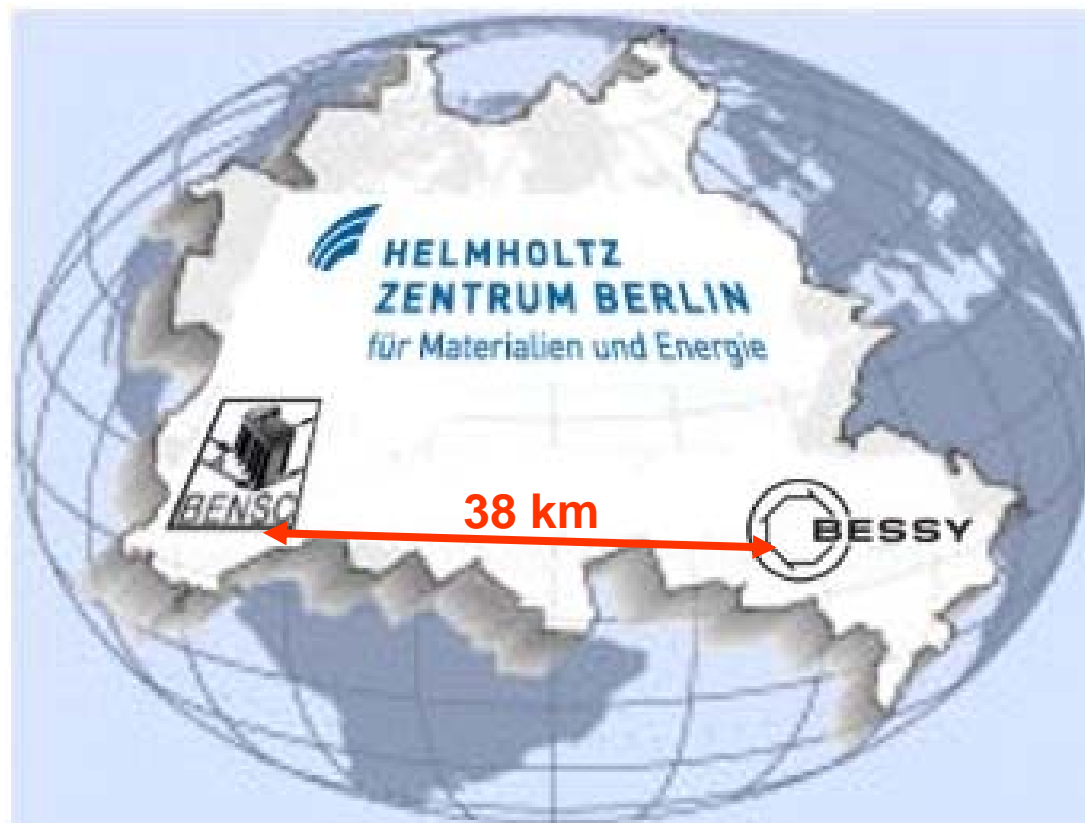 HELMHOLTZ
ZENTRUM BERLIN
für Materialien und Energie
BENSC
38 km
BESSY